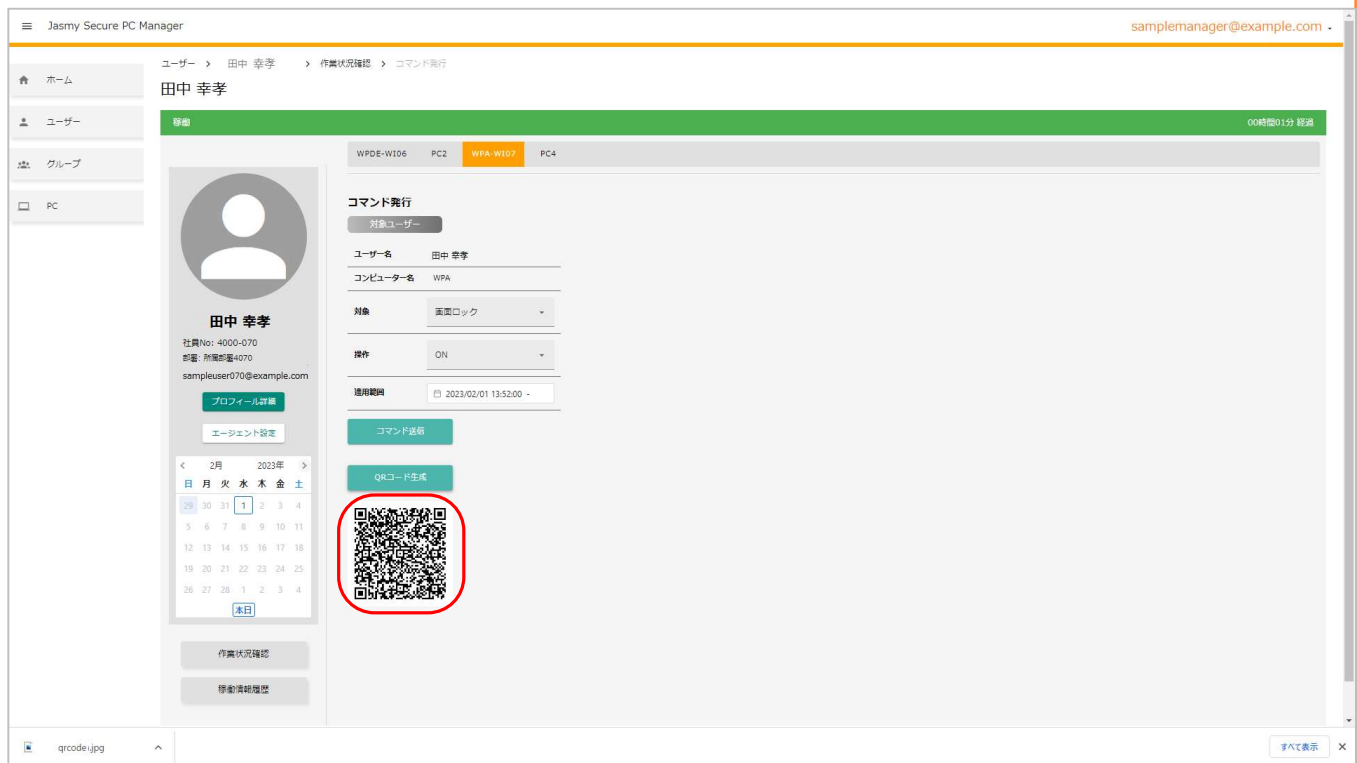 Jasmy Secure PC Manager
samplemanager@example.com
ホーム
ユーザー
グループ
PC
ユーザー > 田中 幸孝 > 作業状況確認 > コマンド発行
田中 幸孝
稼働 00時間01分 経過
WPDE-WI06 PC2 WPA-WI07 PC4
田中 幸孝
社員No: 4000-070
部署: 所属部署4070
sampleuser070@example.com
プロフィール詳細
エージェント設定
< 2月 2023年 >
日 月 火 水 木 金 土
29 30 31 1 2 3 4
5 6 7 8 9 10 11
12 13 14 15 16 17 18
19 20 21 22 23 24 25
26 27 28 1 2 3 4
本日
作業状況確認
稼働情報履歴
コマンド発行
対象ユーザー
ユーザー名 田中 幸孝
コンピューター名 WPA
対象 画面ロック
操作 ON
適用範囲 2023/02/01 13:52:00 -
コマンド送信
QRコード生成
qrcode.jpg
すべて表示